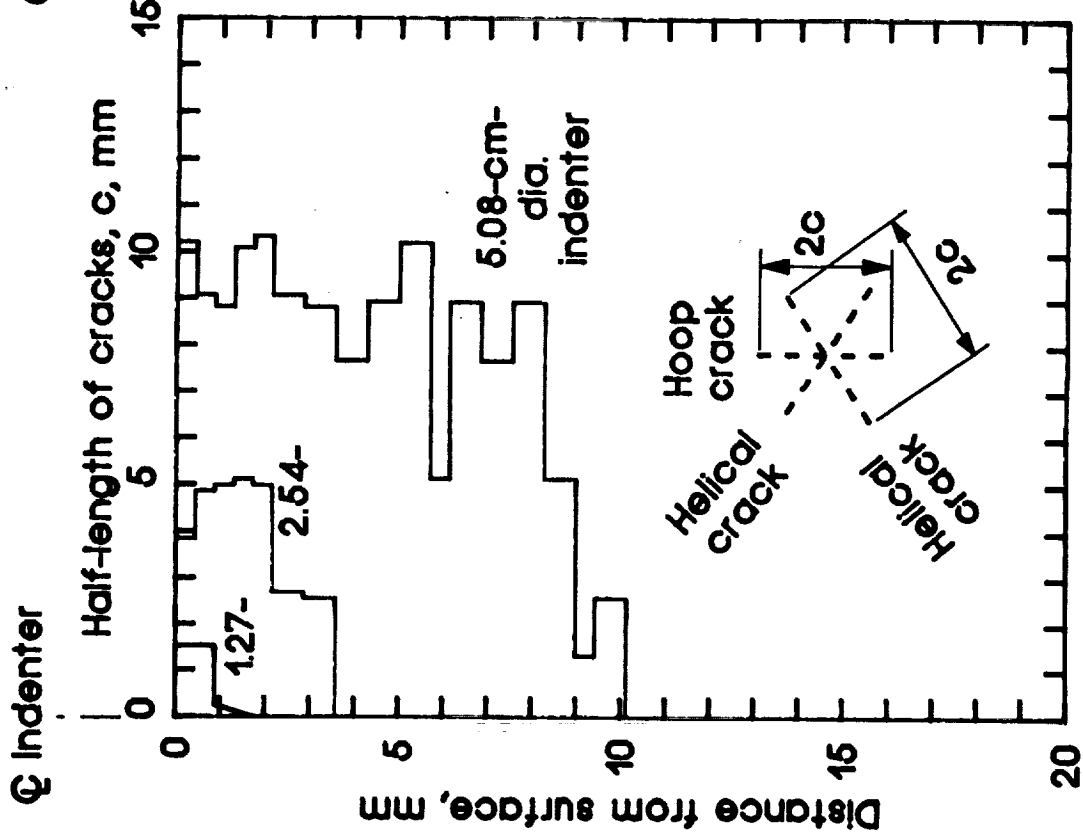 ℄ Indenter
Half-length of cracks, c, mm
0
5
10
15
0
5
10
15
20
Distance from surface, mm
1.27-
2.54-
5.08-cm-
dia.
indenter
Hoop
crack
Helical
crack
Helical
crack
2c
2c